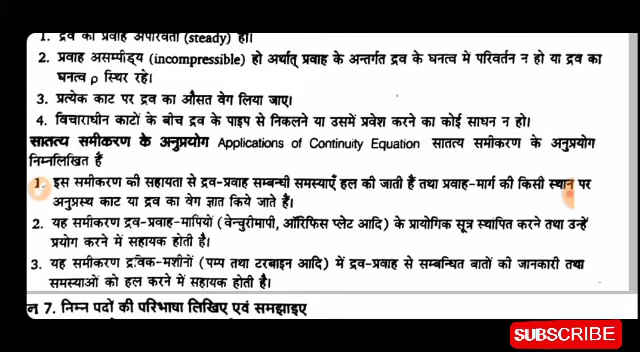 1. द्रव का प्रवाह अपरिवर्ती (steady) हो।
2. प्रवाह असम्पीड्य (incompressible) हो अर्थात् प्रवाह के अन्तर्गत द्रव के घनत्व में परिवर्तन न हो या द्रव का
घनत्व ρ स्थिर रहे।
3. प्रत्येक काट पर द्रव का औसत वेग लिया जाए।
4. विचाराधीन काटों के बीच द्रव के पाइप से निकलने या उसमें प्रवेश करने का कोई साधन न हो।
सातत्य समीकरण के अनुप्रयोग Applications of Continuity Equation सातत्य समीकरण के अनुप्रयोग
निम्नलिखित हैं
1. इस समीकरण की सहायता से द्रव-प्रवाह सम्बन्धी समस्याएँ हल की जाती हैं तथा प्रवाह-मार्ग की किसी स्थान पर
अनुप्रस्थ काट या द्रव का वेग ज्ञात किये जाते हैं।
2. यह समीकरण द्रव-प्रवाह-मापियों (वेन्चुरीमापी, ऑरिफिस प्लेट आदि) के प्रायोगिक सूत्र स्थापित करने तथा उन्हें
प्रयोग करने में सहायक होती है।
3. यह समीकरण द्रविक-मशीनों (पम्प तथा टरबाइन आदि) में द्रव-प्रवाह से सम्बन्धित बातों की जानकारी तथा
समस्याओं को हल करने में सहायक होती है।
न 7. निम्न पदों की परिभाषा लिखिए एवं समझाइए
SUBSCRIBE